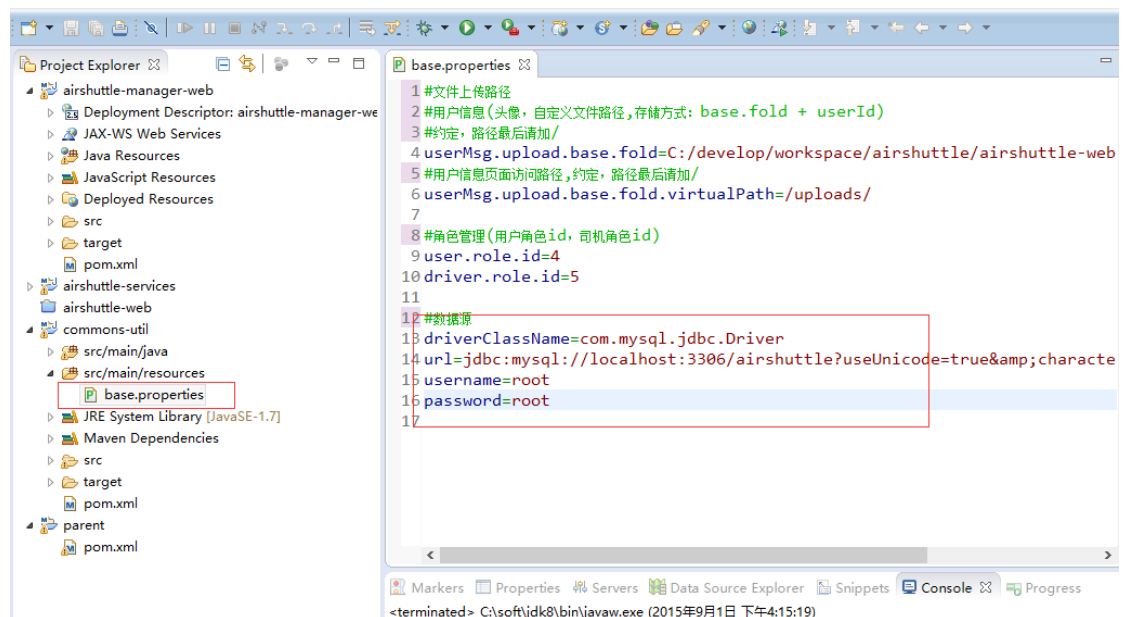 Project Explorer
airshuttle-manager-web
Deployment Descriptor: airshuttle-manager-we
JAX-WS Web Services
Java Resources
JavaScript Resources
Deployed Resources
src
target
pom.xml
airshuttle-services
airshuttle-web
commons-util
src/main/java
src/main/resources
base.properties
JRE System Library [JavaSE-1.7]
Maven Dependencies
src
target
pom.xml
parent
pom.xml
base.properties
1 #文件上传路径
2 #用户信息(头像，自定义文件路径,存储方式: base.fold + userId)
3 #约定，路径最后请加/
4 userMsg.upload.base.fold=C:/develop/workspace/airshuttle/airshuttle-web
5 #用户信息页面访问路径,约定，路径最后请加/
6 userMsg.upload.base.fold.virtualPath=/uploads/
7
8 #角色管理(用户角色id，司机角色id)
9 user.role.id=4
10 driver.role.id=5
11
12 #数据源
13 driverClassName=com.mysql.jdbc.Driver
14 url=jdbc:mysql://localhost:3306/airshuttle?useUnicode=true&amp;characte
15 username=root
16 password=root
17
Markers Properties Servers Data Source Explorer Snippets Console Progress
<terminated> C:\soft\jdk8\bin\javaw.exe (2015年9月1日 下午4:15:19)